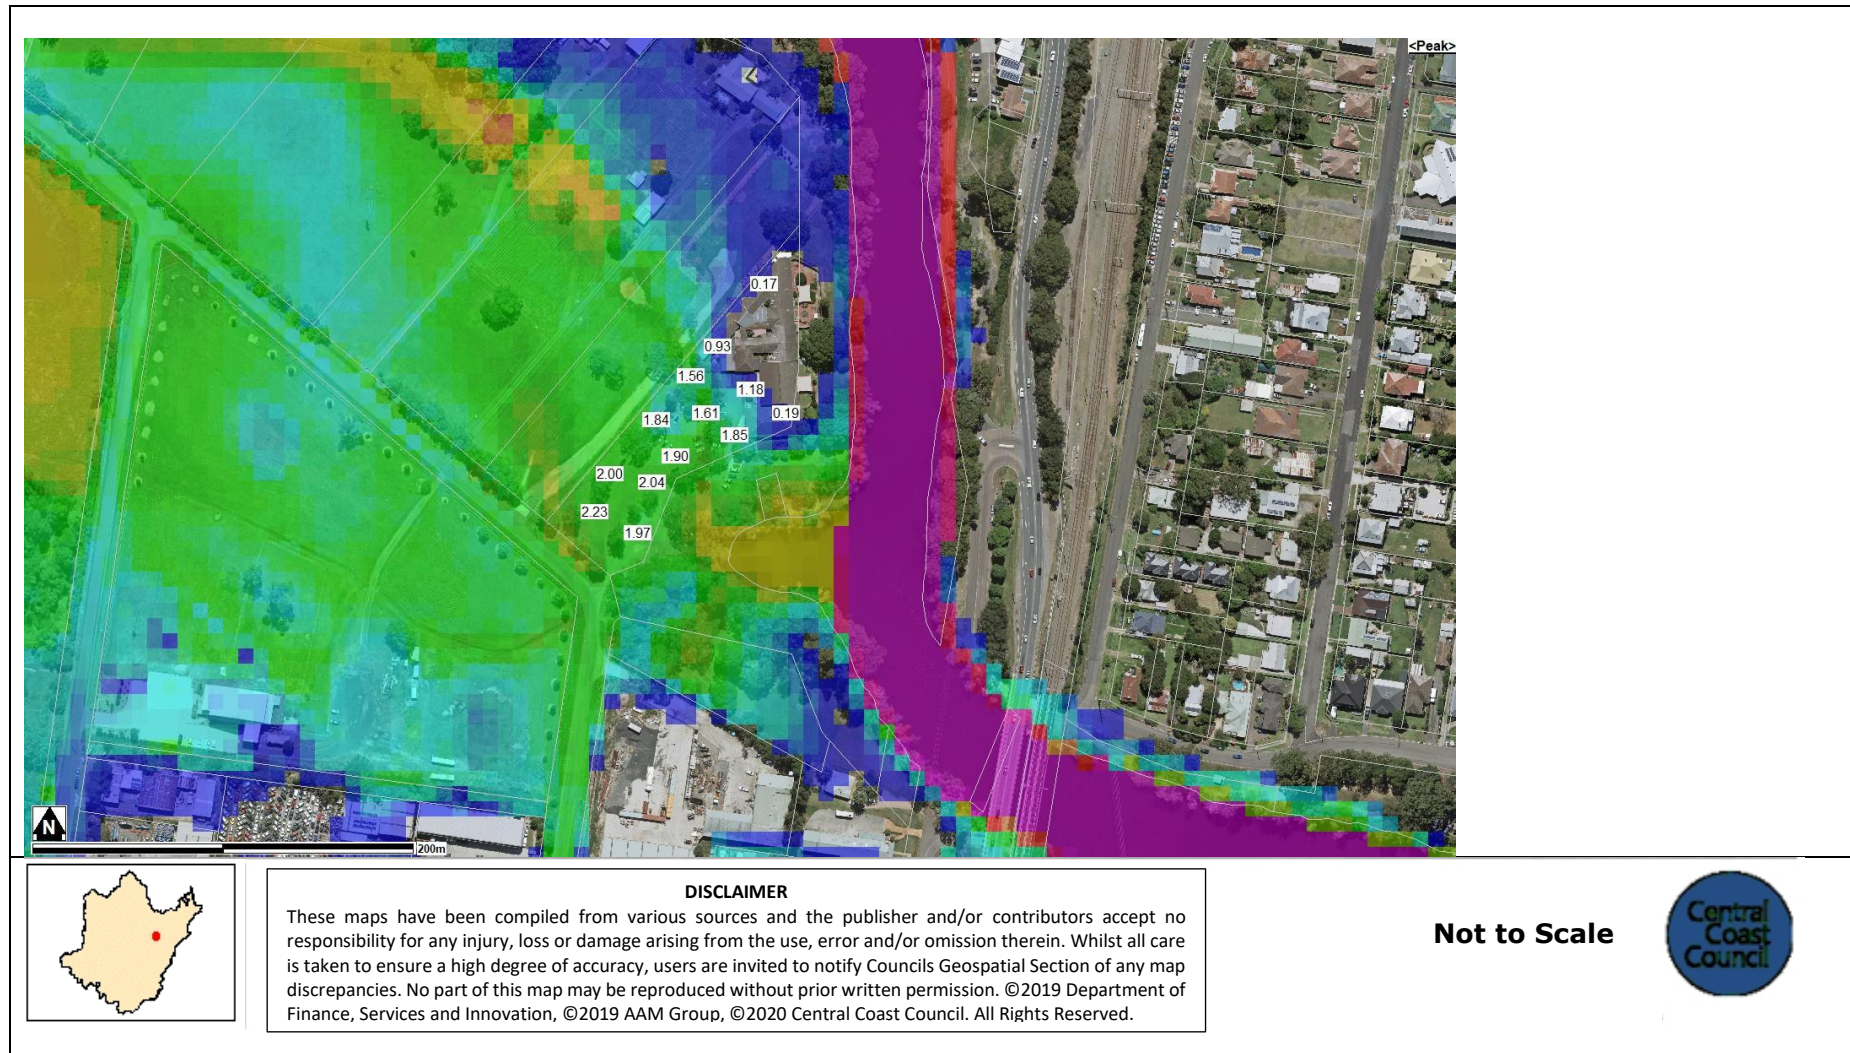 <Peak>
0.17
0.93
1.56
1.18
1.84
1.61
0.19
1.85
1.90
2.00
2.04
2.23
1.97
N
200m
DISCLAIMER
These maps have been compiled from various sources and the publisher and/or contributors accept no
responsibility for any injury, loss or damage arising from the use, error and/or omission therein. Whilst all care
is taken to ensure a high degree of accuracy, users are invited to notify Councils Geospatial Section of any map
discrepancies. No part of this map may be reproduced without prior written permission. ©2019 Department of
Finance, Services and Innovation, ©2019 AAM Group, ©2020 Central Coast Council. All Rights Reserved.
Not to Scale
Central
Coast
Council